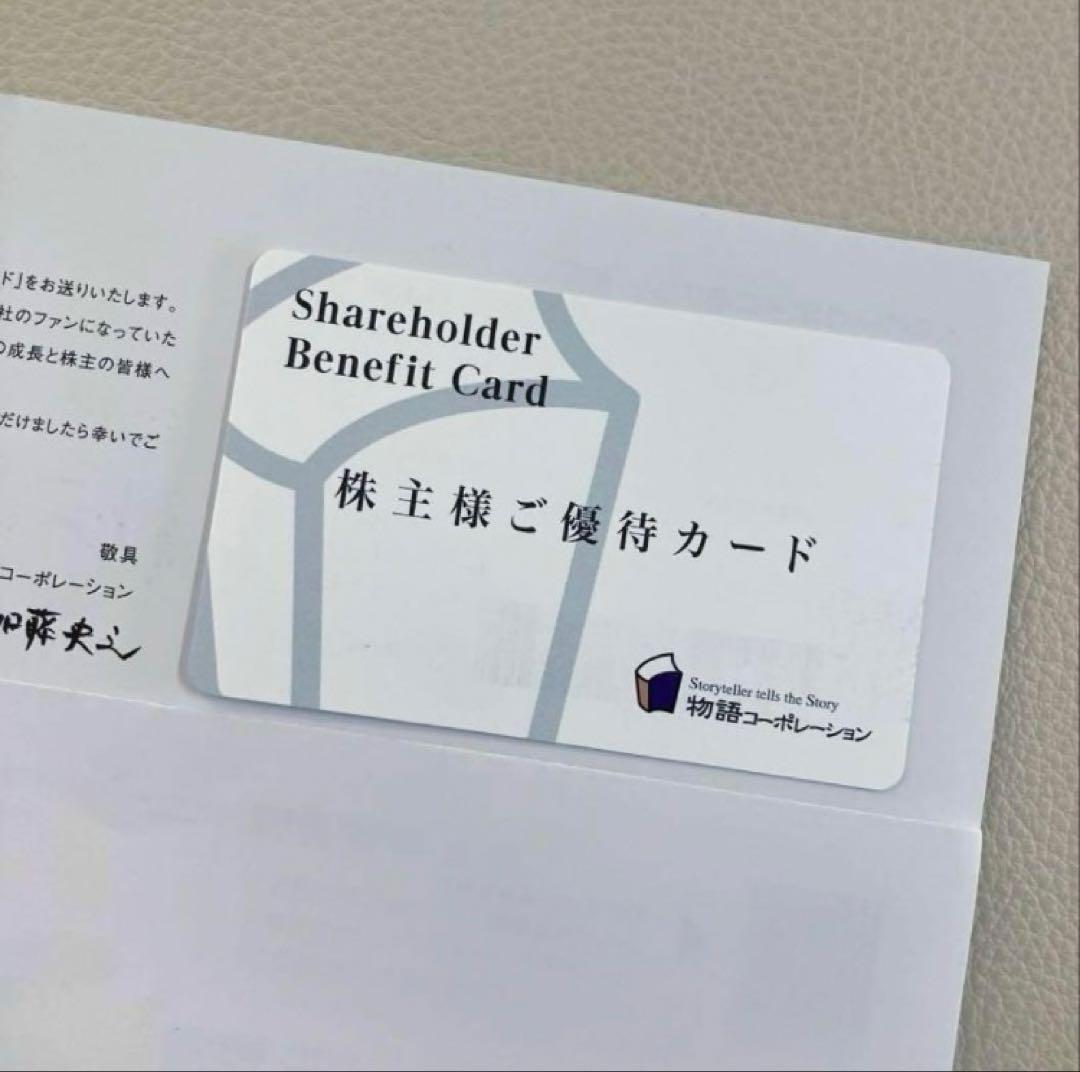 ド」をお送りいたします。
社のファンになっていた
の成長と株主の皆様へ
だけましたら幸いでご
敬具
コーポレーション
加藤央之
Shareholder
Benefit Card
株主様ご優待カード
Storyteller tells the Story
物語コーポレーション